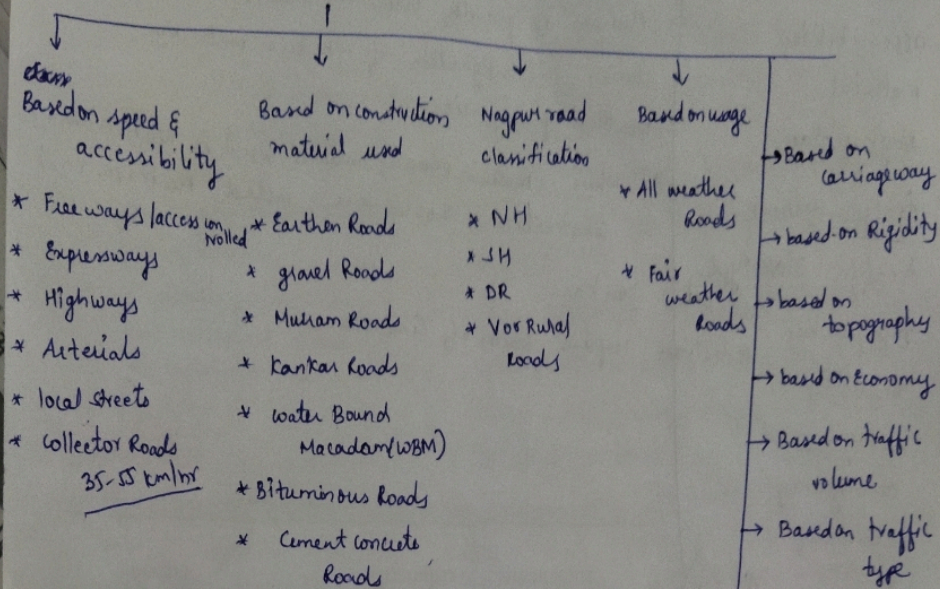 Based on speed &
accessibility
* Free ways / access con
trolled
* Expressways
* Highways
* Arterials
* local streets
* collector Roads
35-55 km/hr
Based on construction
material used
* Earthen Roads
* gravel Roads
* Murram Roads
* Kankar Roads
* water Bound
Macadam (WBM)
* Bituminous Roads
* Cement concrete
Roads
Nagpur road
classification
* NH
* SH
* DR
* V or Rural
Roads
Based on usage
* All weather
Roads
* Fair
weather
Roads
→ Based on
carriageway
→ based on Rigidity
→ based on
topography
→ based on Economy
→ Based on traffic
volume
→ Based on traffic
type